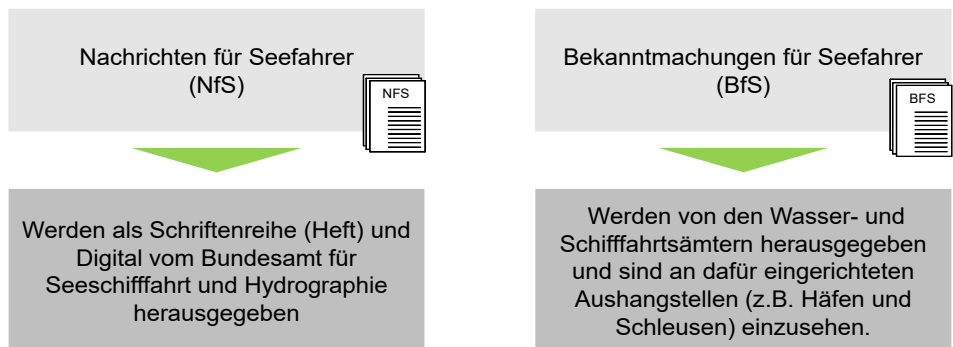 Nachrichten für Seefahrer
(NfS)
NFS
Werden als Schriftenreihe (Heft) und
Digital vom Bundesamt für
Seeschifffahrt und Hydrographie
herausgegeben
Bekanntmachungen für Seefahrer
(BfS)
BFS
Werden von den Wasser- und
Schifffahrtsämtern herausgegeben
und sind an dafür eingerichteten
Aushangstellen (z.B. Häfen und
Schleusen) einzusehen.